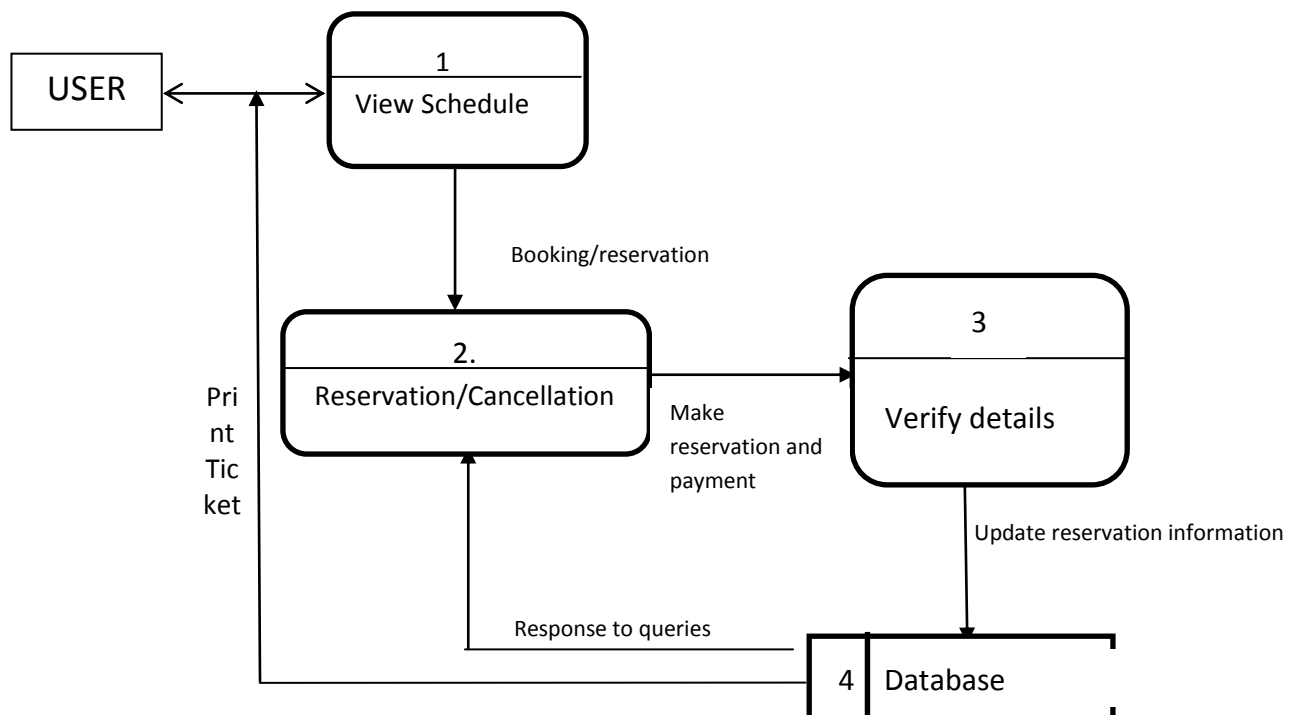 USER
1
View Schedule
Booking/reservation
2.
Reservation/Cancellation
3
Verify details
Make
reservation and
payment
Pri
nt
Tic
ket
Update reservation information
Response to queries
4
Database